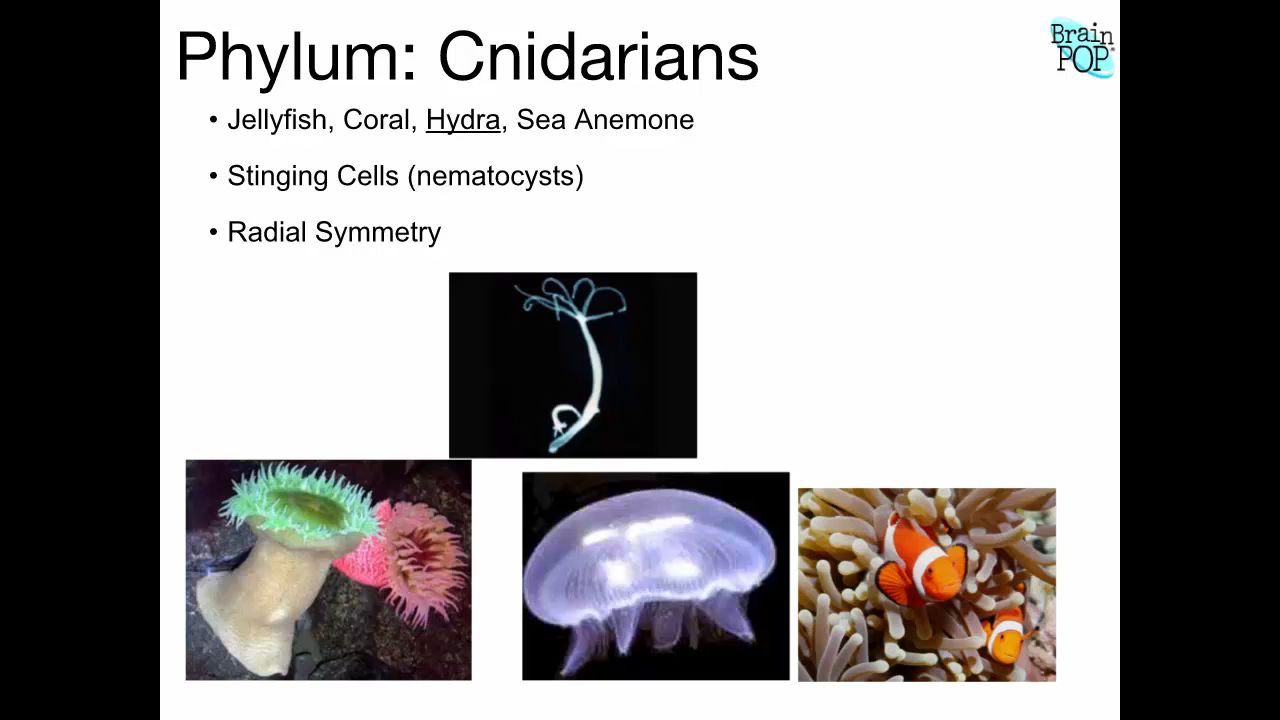 Phylum: Cnidarians
Brain
POP®
• Jellyfish, Coral, Hydra, Sea Anemone
• Stinging Cells (nematocysts)
• Radial Symmetry